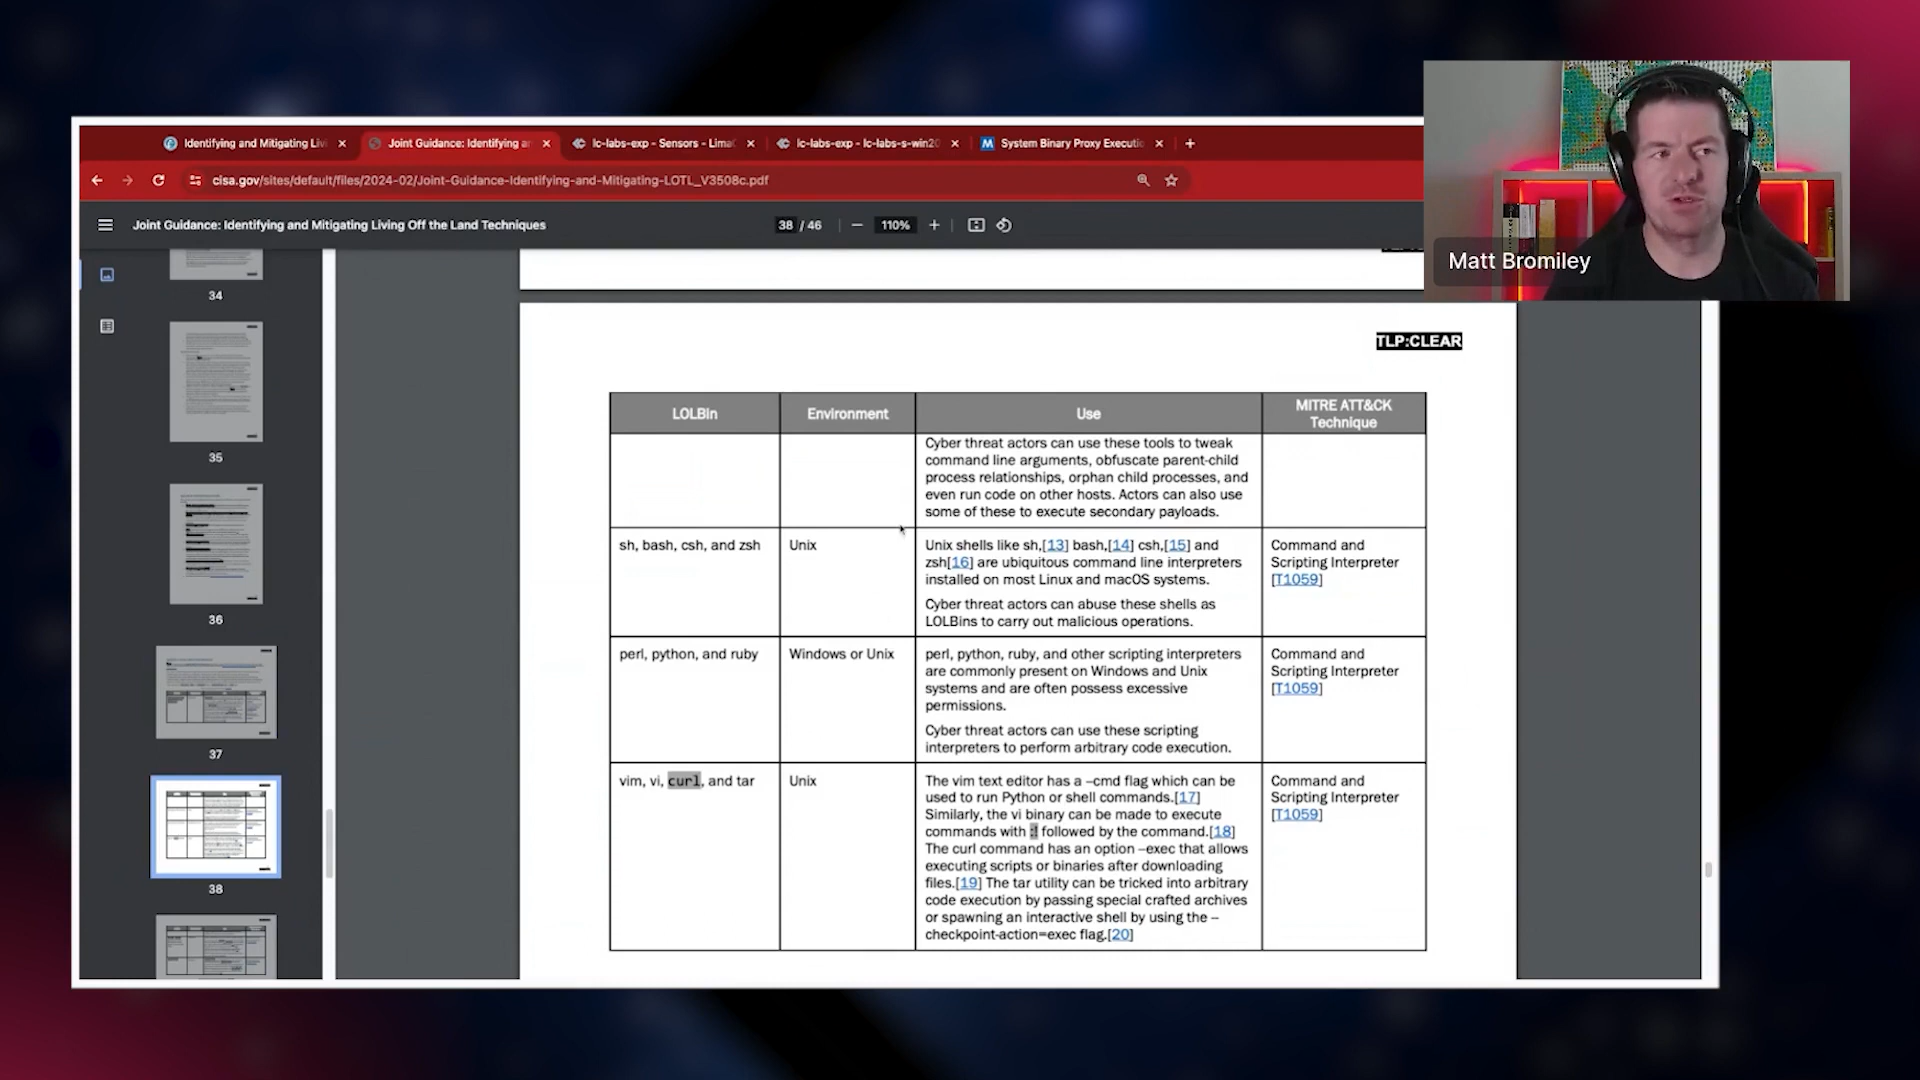 Identifying and Mitigating Livi
Joint Guidance: Identifying a
lc-labs-exp - Sensors - Lima
lc-labs-exp - lc-labs-s-win20
System Binary Proxy Executi
cisa.gov/sites/default/files/2024-02/Joint-Guidance-Identifying-and-Mitigating-LOTL_V3508c.pdf
Joint Guidance: Identifying and Mitigating Living Off the Land Techniques
38 / 46
110%
Matt Bromiley
34
35
36
37
38
TLP:CLEAR
LOLBin
Environment
Use
MITRE ATT&CK
Technique
Cyber threat actors can use these tools to tweak
command line arguments, obfuscate parent-child
process relationships, orphan child processes, and
even run code on other hosts. Actors can also use
some of these to execute secondary payloads.
sh, bash, csh, and zsh
Unix
Unix shells like sh,[13] bash,[14] csh,[15] and
zsh[16] are ubiquitous command line interpreters
installed on most Linux and macOS systems.
Cyber threat actors can abuse these shells as
LOLBins to carry out malicious operations.
Command and
Scripting Interpreter
[T1059]
perl, python, and ruby
Windows or Unix
perl, python, ruby, and other scripting interpreters
are commonly present on Windows and Unix
systems and are often possess excessive
permissions.
Cyber threat actors can use these scripting
interpreters to perform arbitrary code execution.
Command and
Scripting Interpreter
[T1059]
vim, vi, curl, and tar
Unix
The vim text editor has a –cmd flag which can be
used to run Python or shell commands.[17]
Similarly, the vi binary can be made to execute
commands with :! followed by the command.[18]
The curl command has an option –exec that allows
executing scripts or binaries after downloading
files.[19] The tar utility can be tricked into arbitrary
code execution by passing special crafted archives
or spawning an interactive shell by using the –
checkpoint-action=exec flag.[20]
Command and
Scripting Interpreter
[T1059]